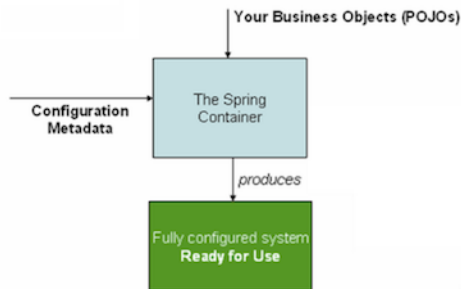 Your Business Objects (POJOs)
The Spring
Container
Configuration
Metadata
produces
Fully configured system
Ready for Use